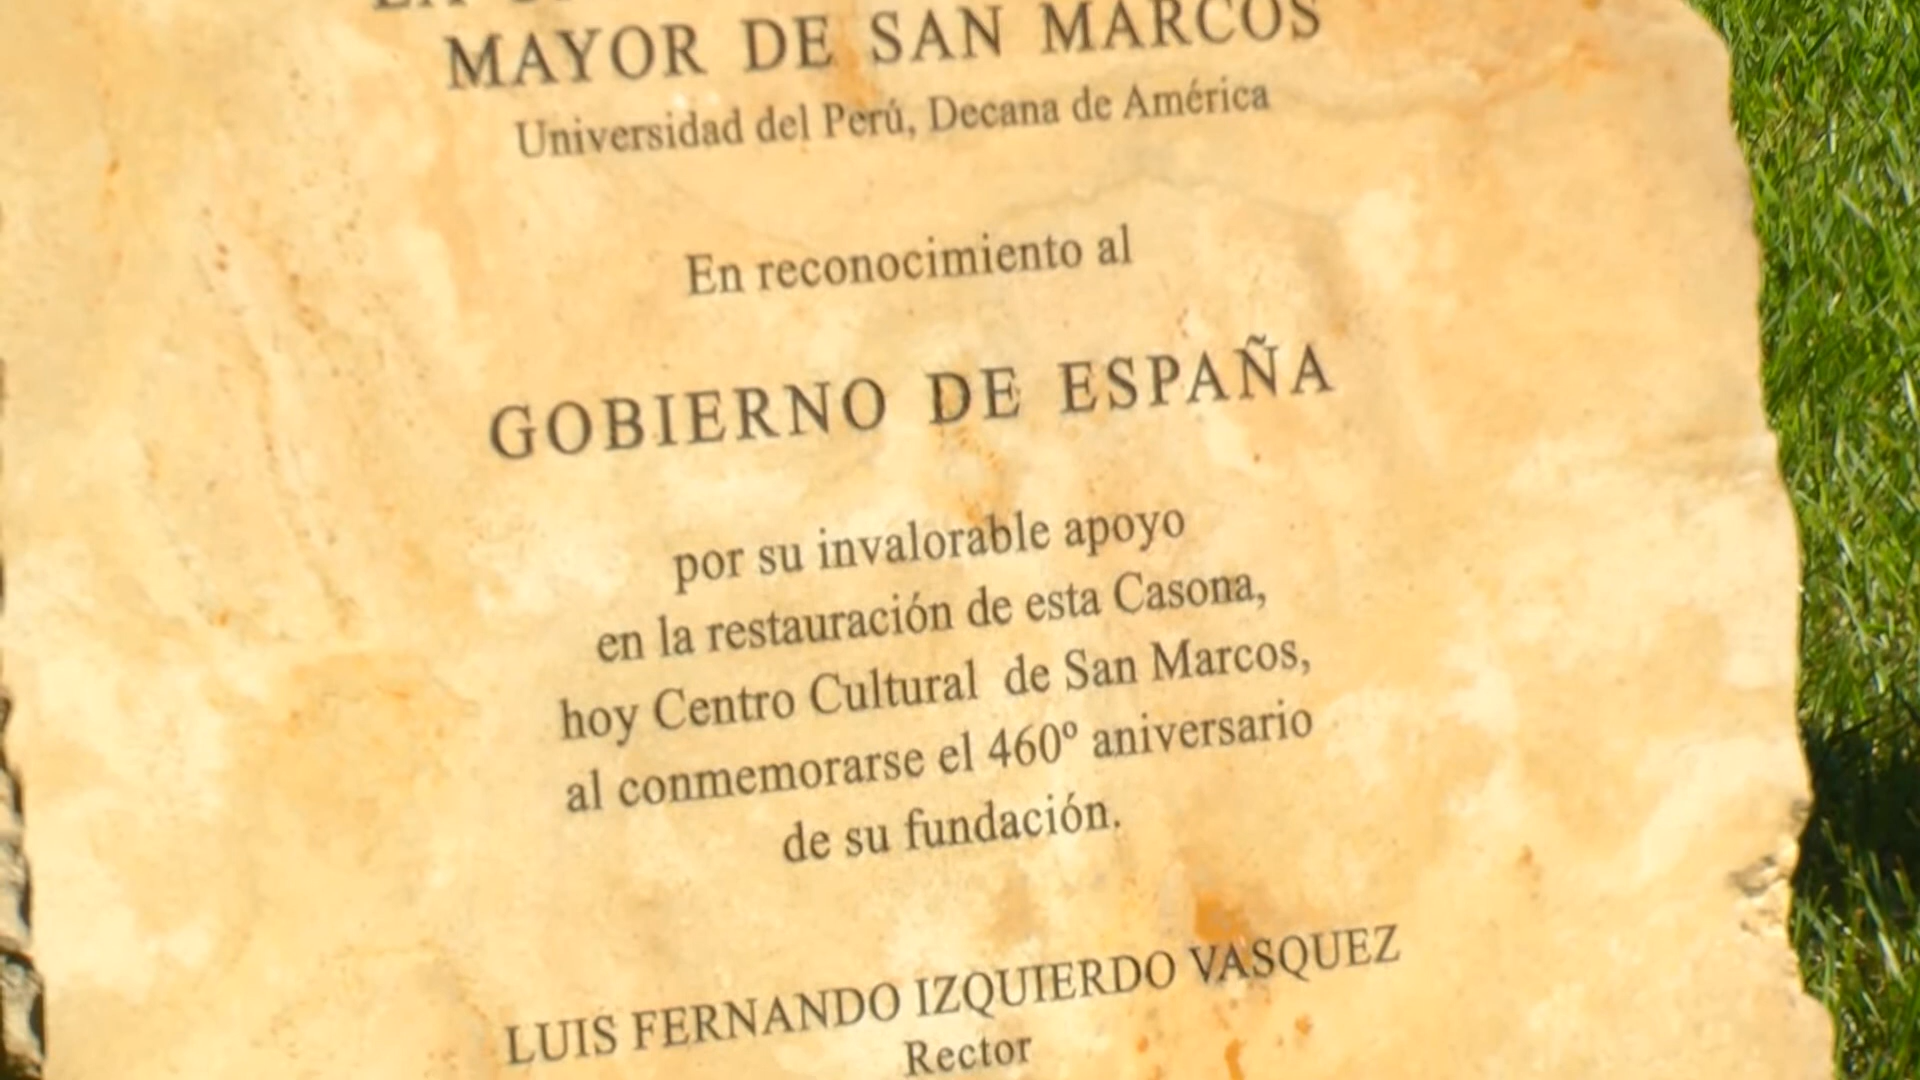 MAYOR DE SAN MARCOS
Universidad del Perú, Decana de América
En reconocimiento al
GOBIERNO DE ESPAÑA
por su invalorable apoyo
en la restauración de esta Casona,
hoy Centro Cultural de San Marcos,
al conmemorarse el 460º aniversario
de su fundación.
LUIS FERNANDO IZQUIERDO VASQUEZ
Rector